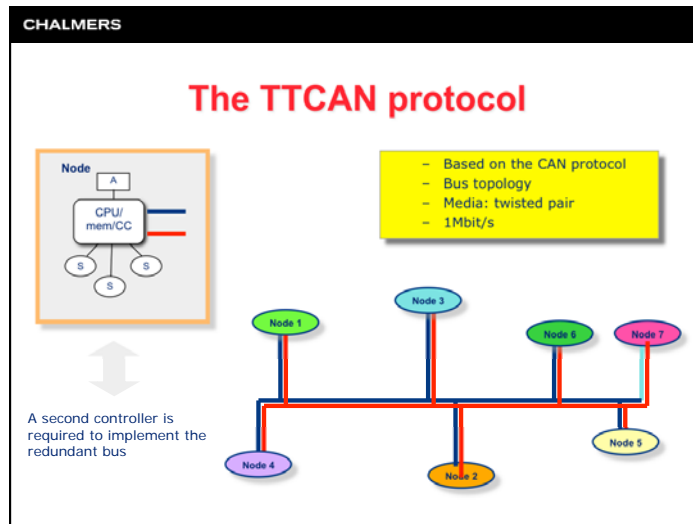 CHALMERS
The TTCAN protocol
Node
A
CPU/
mem/CC
S
S
S
– Based on the CAN protocol
– Bus topology
– Media: twisted pair
– 1Mbit/s
A second controller is
required to implement the
redundant bus
Node 1
Node 3
Node 6
Node 7
Node 4
Node 2
Node 5